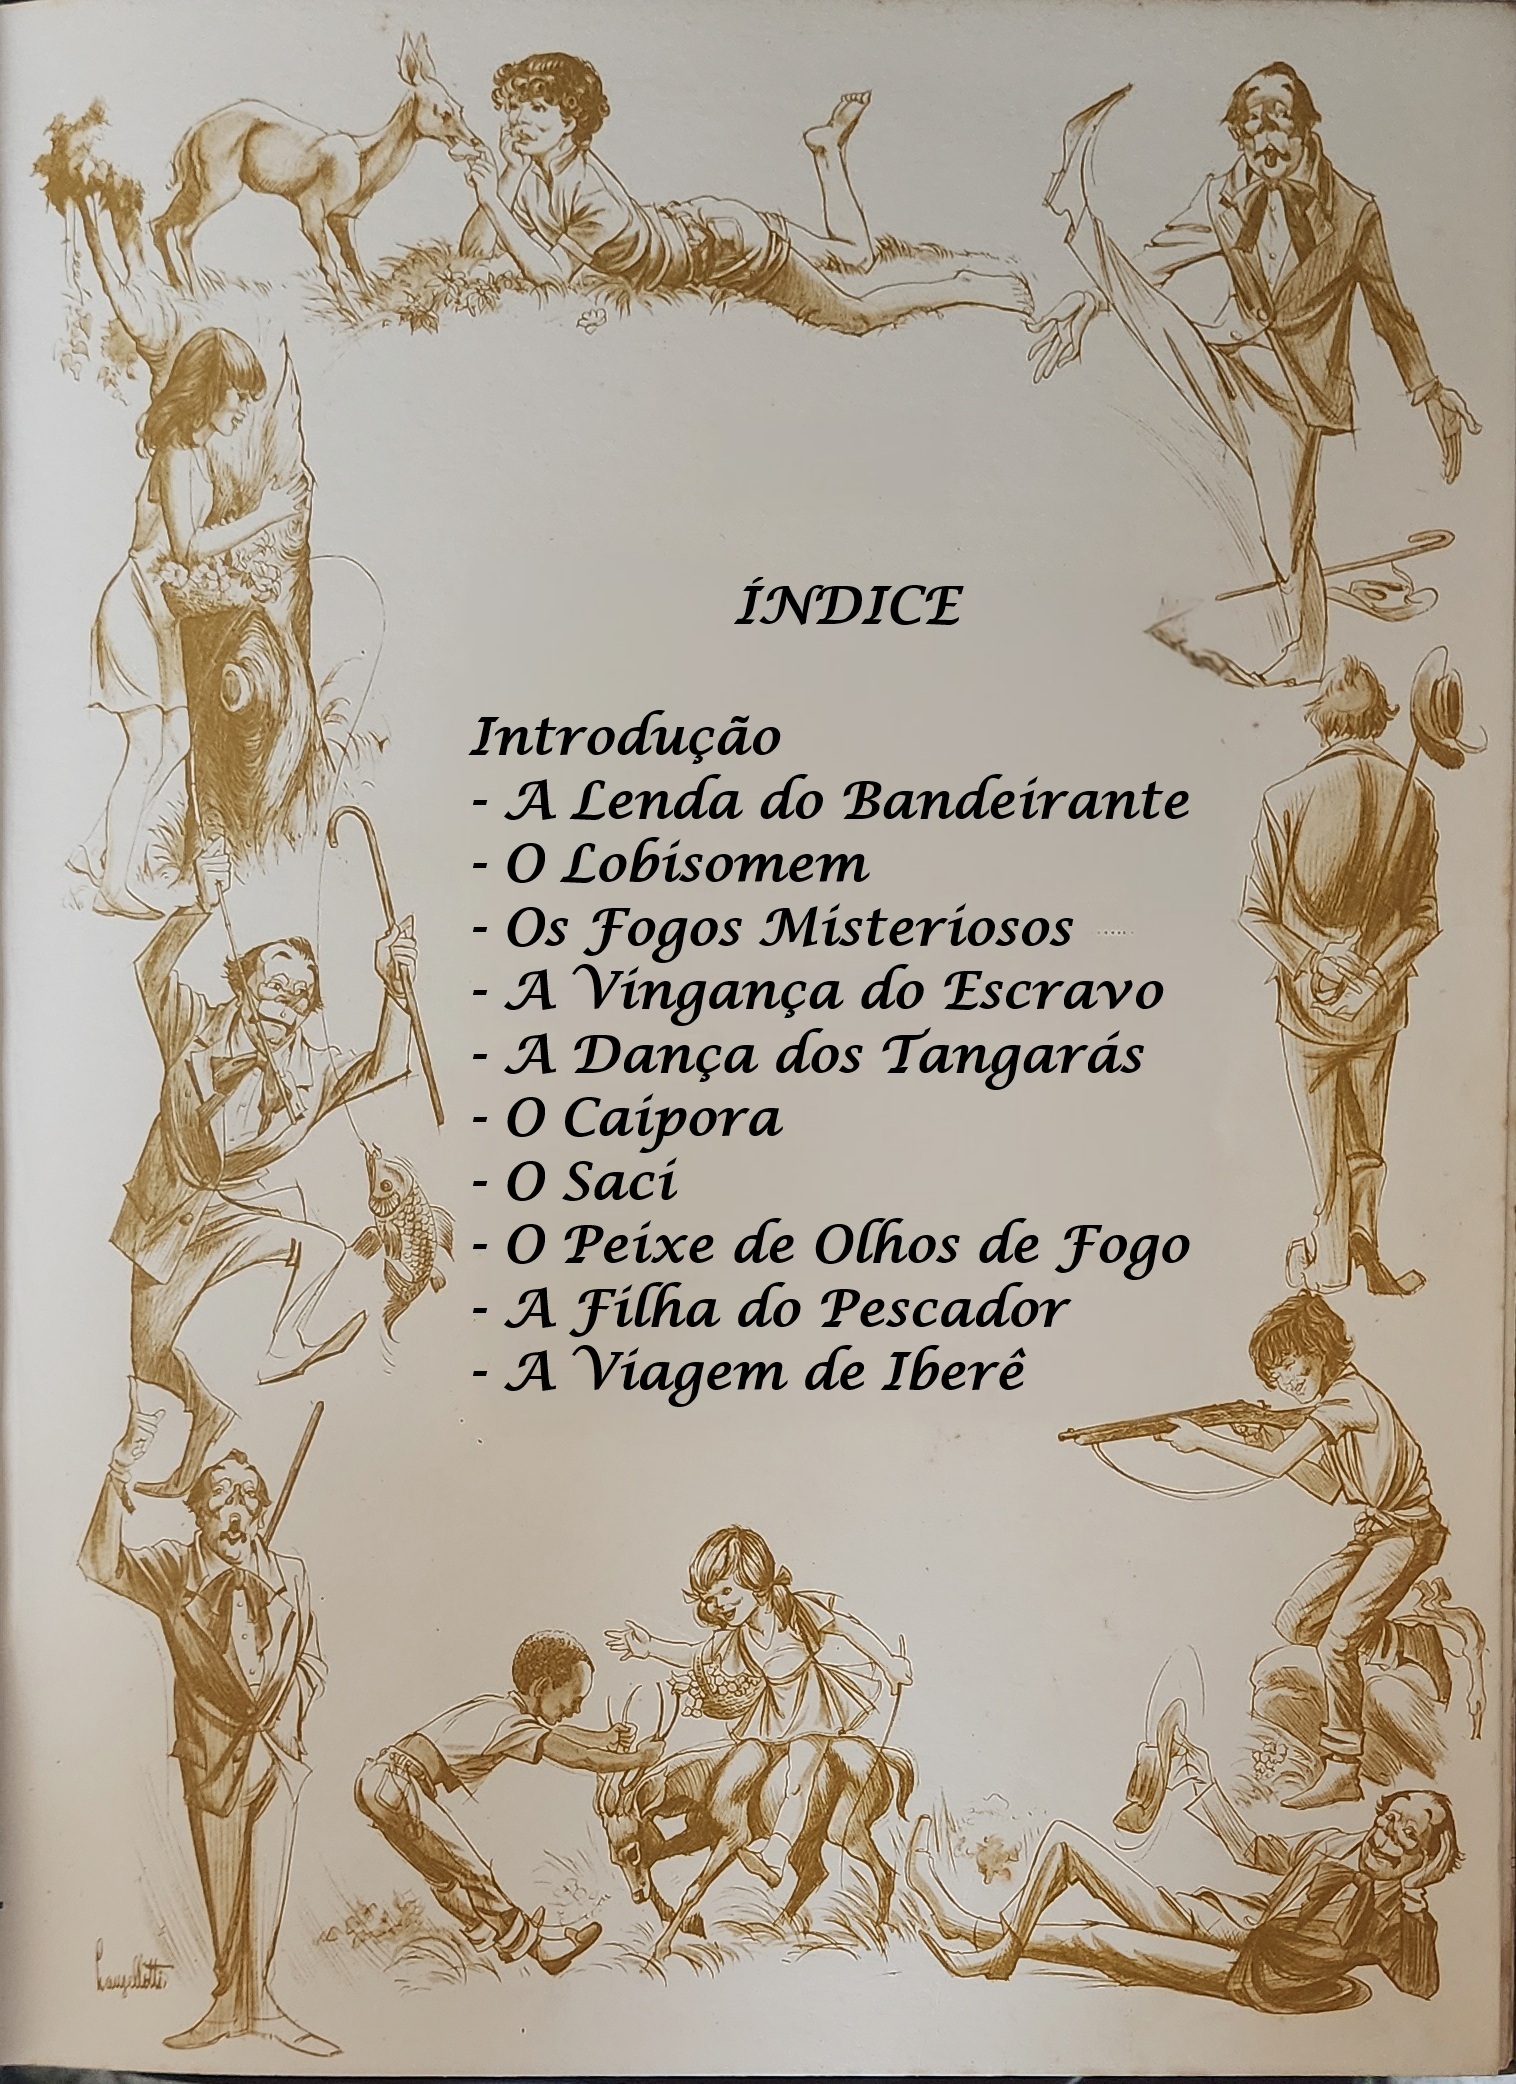 ÍNDICE
Introdução
- A Lenda do Bandeirante
- O Lobisomem
- Os Fogos Misteriosos
- A Vingança do Escravo
- A Dança dos Tangarás
- O Caipora
- O Saci
- O Peixe de Olhos de Fogo
- A Filha do Pescador
- A Viagem de Iberê